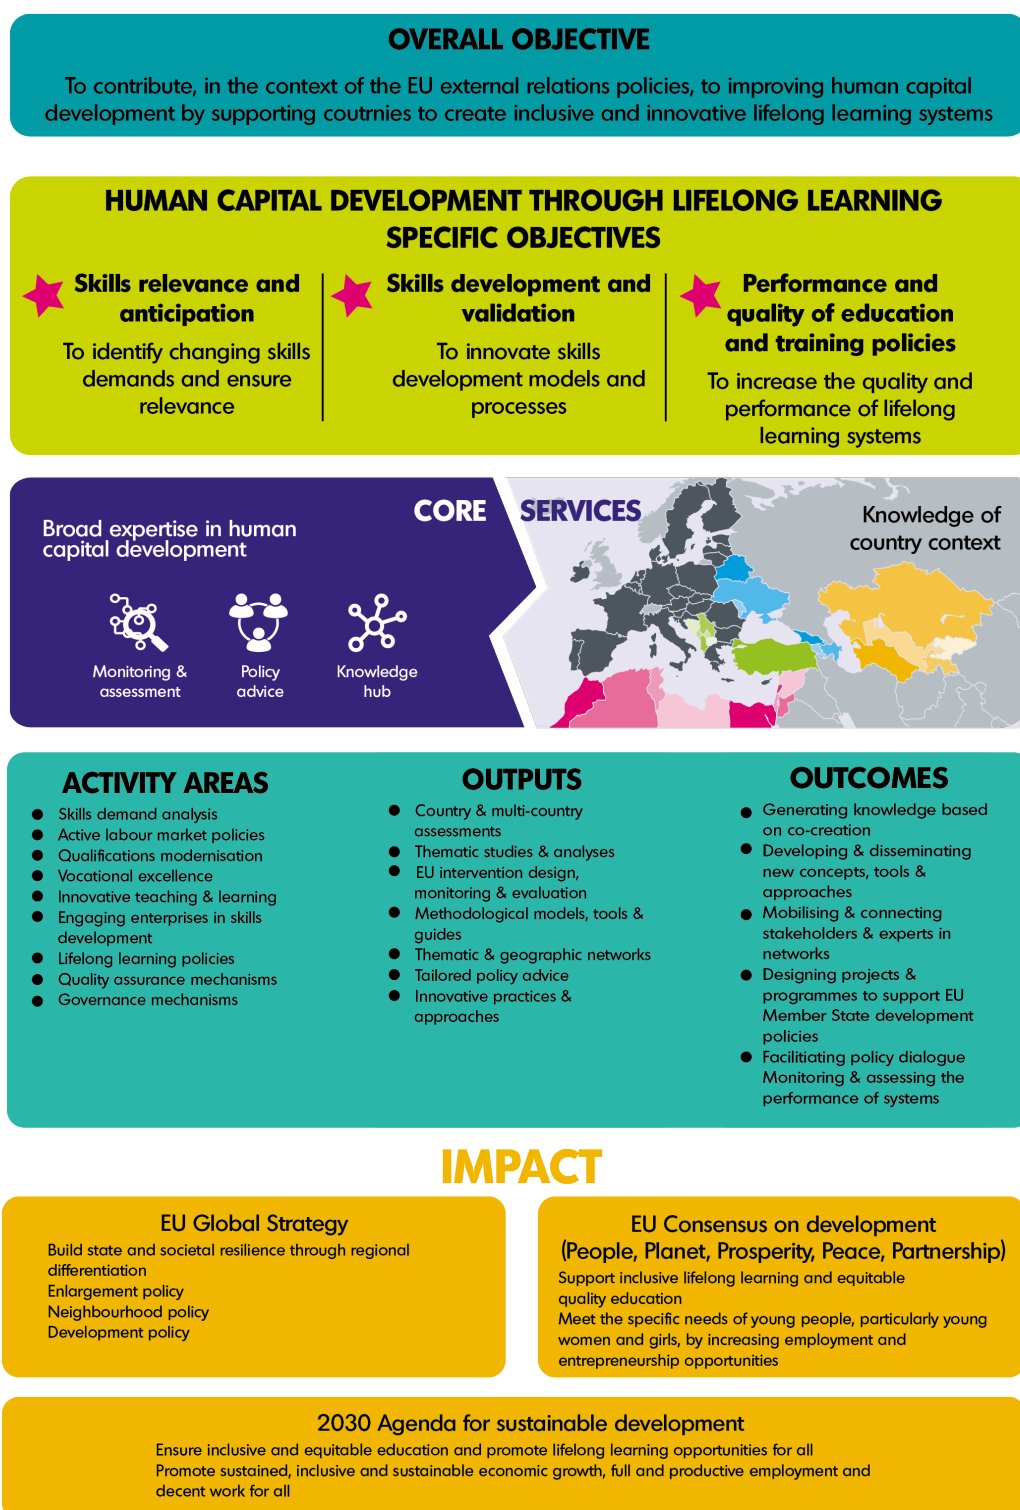 OVERALL OBJECTIVE
To contribute, in the context of the EU external relations policies, to improving human capital
development by supporting coutrnies to create inclusive and innovative lifelong learning systems
HUMAN CAPITAL DEVELOPMENT THROUGH LIFELONG LEARNING
SPECIFIC OBJECTIVES
Skills relevance and
anticipation
To identify changing skills
demands and ensure
relevance
Skills development and
validation
To innovate skills
development models and
processes
Performance and
quality of education
and training policies
To increase the quality and
performance of lifelong
learning systems
CORE SERVICES
Broad expertise in human
capital development
Monitoring &
assessment
Policy
advice
Knowledge
hub
Knowledge of
country context
ACTIVITY AREAS
Skills demand analysis
Active labour market policies
Qualifications modernisation
Vocational excellence
Innovative teaching & learning
Engaging enterprises in skills
development
Lifelong learning policies
Quality assurance mechanisms
Governance mechanisms
OUTPUTS
Country & multi-country
assessments
Thematic studies & analyses
EU intervention design,
monitoring & evaluation
Methodological models, tools &
guides
Thematic & geographic networks
Tailored policy advice
Innovative practices &
approaches
OUTCOMES
Generating knowledge based
on co-creation
Developing & disseminating
new concepts, tools &
approaches
Mobilising & connecting
stakeholders & experts in
networks
Designing projects &
programmes to support EU
Member State development
policies
Facilitiating policy dialogue
Monitoring & assessing the
performance of systems
IMPACT
EU Global Strategy
Build state and societal resilience through regional
differentiation
Enlargement policy
Neighbourhood policy
Development policy
EU Consensus on development
(People, Planet, Prosperity, Peace, Partnership)
Support inclusive lifelong learning and equitable
quality education
Meet the specific needs of young people, particularly young
women and girls, by increasing employment and
entrepreneurship opportunities
2030 Agenda for sustainable development
Ensure inclusive and equitable education and promote lifelong learning opportunities for all
Promote sustained, inclusive and sustainable economic growth, full and productive employment and
decent work for all